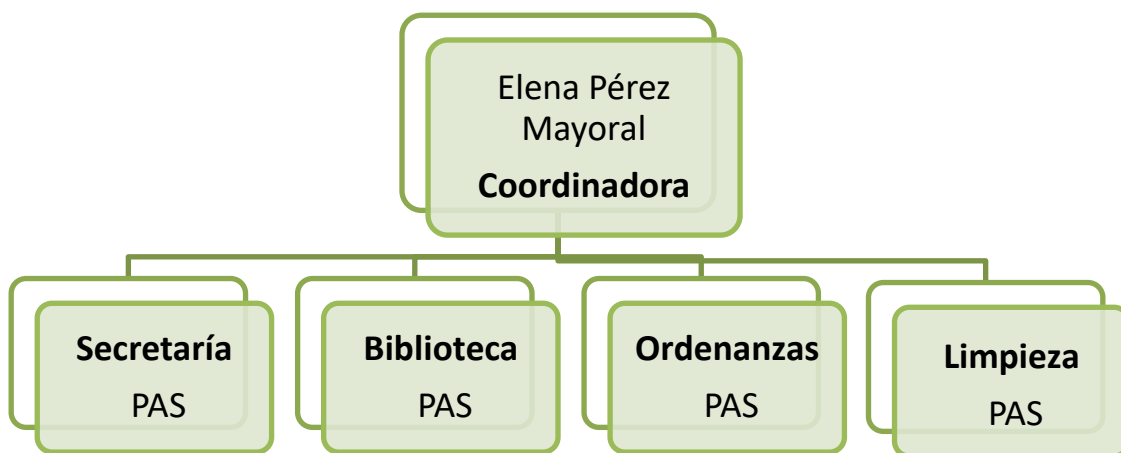 Elena Pérez
Mayoral
Coordinadora
Secretaría
PAS
Biblioteca
PAS
Ordenanzas
PAS
Limpieza
PAS